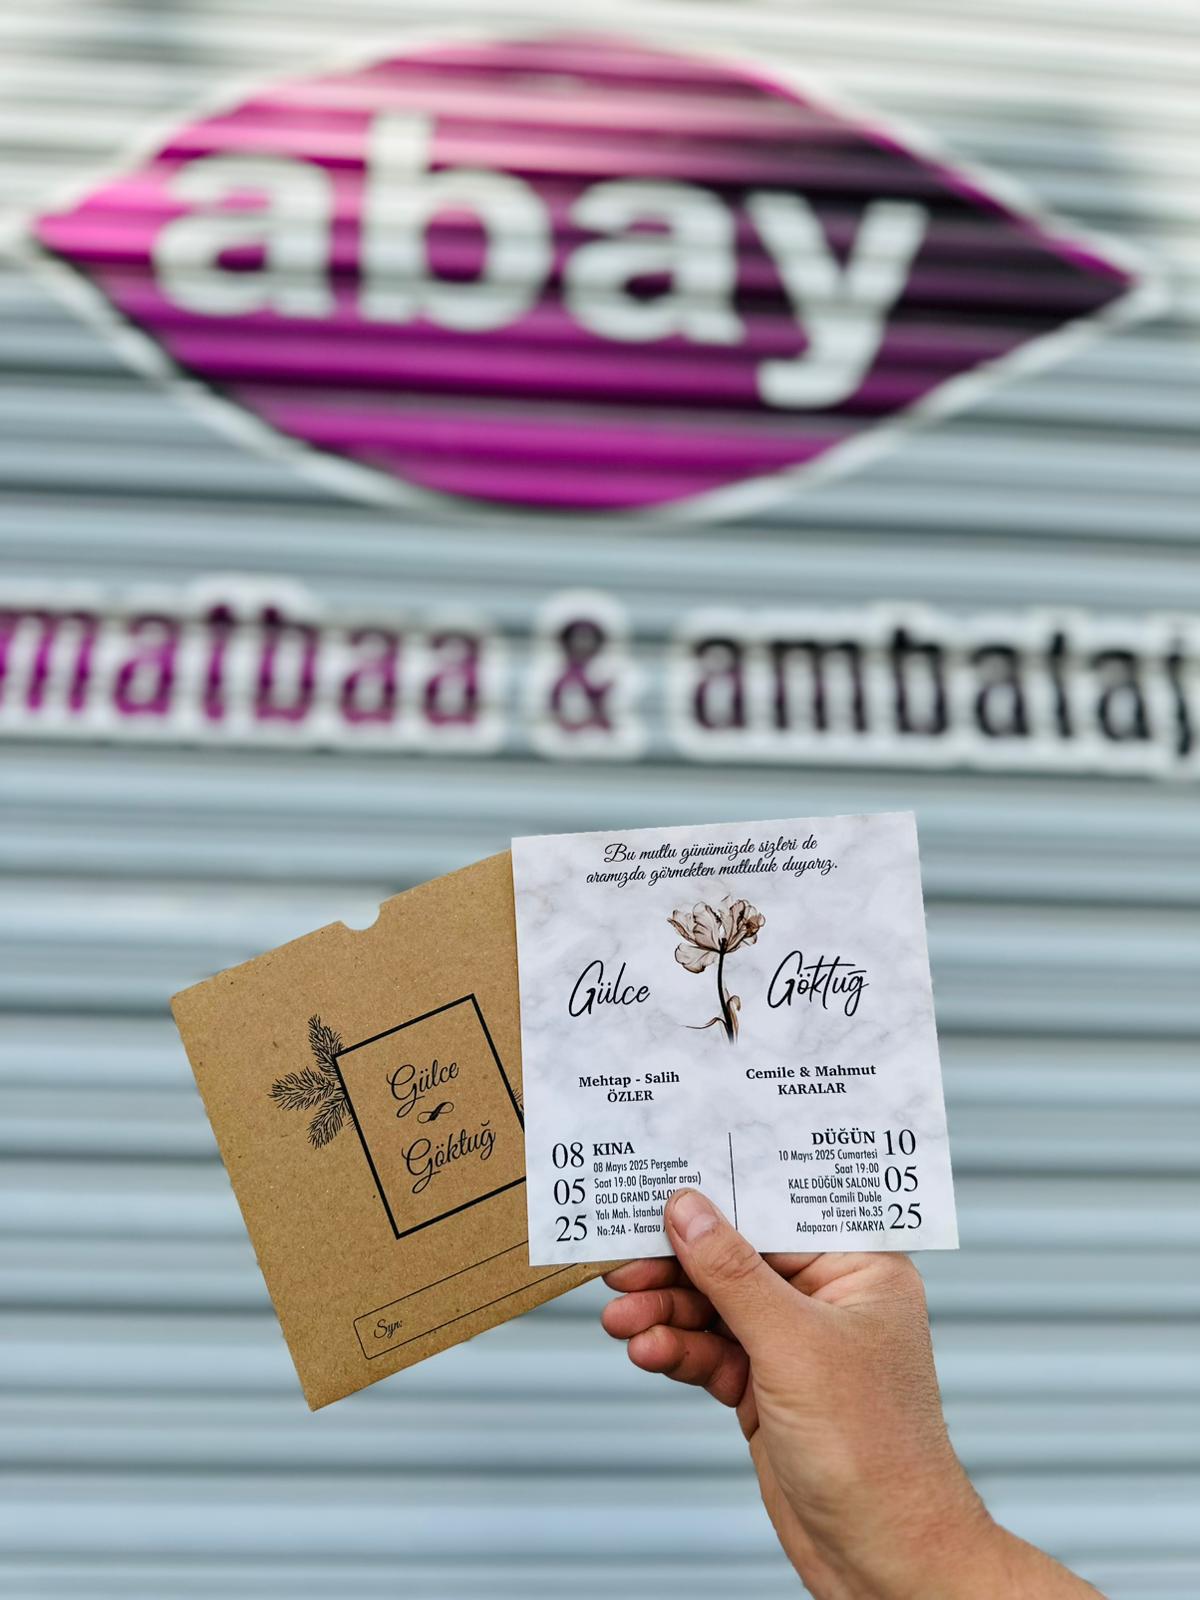 abay
matbaa & ambalaj
Bu mutlu günümüzde sizleri de
aramızda görmekten mutluluk duyarız.
Gülce
Göktuğ
Mehtap - Salih
ÖZLER
Cemile & Mahmut
KARALAR
08
05
25
KINA
08 Mayıs 2025 Perşembe
Saat 19:00 (Bayanlar arası)
GOLD GRAND
Yalı Mah. İstanbul
No:24A - Karasu
DÜĞÜN
10 Mayıs 2025 Cumartesi
Saat 19:00
KALE DÜĞÜN SALONU
Karaman Camili Duble
yol üzeri No.35
Adapazarı / SAKARYA
10
05
25
Gülce
Göktuğ
Syn: